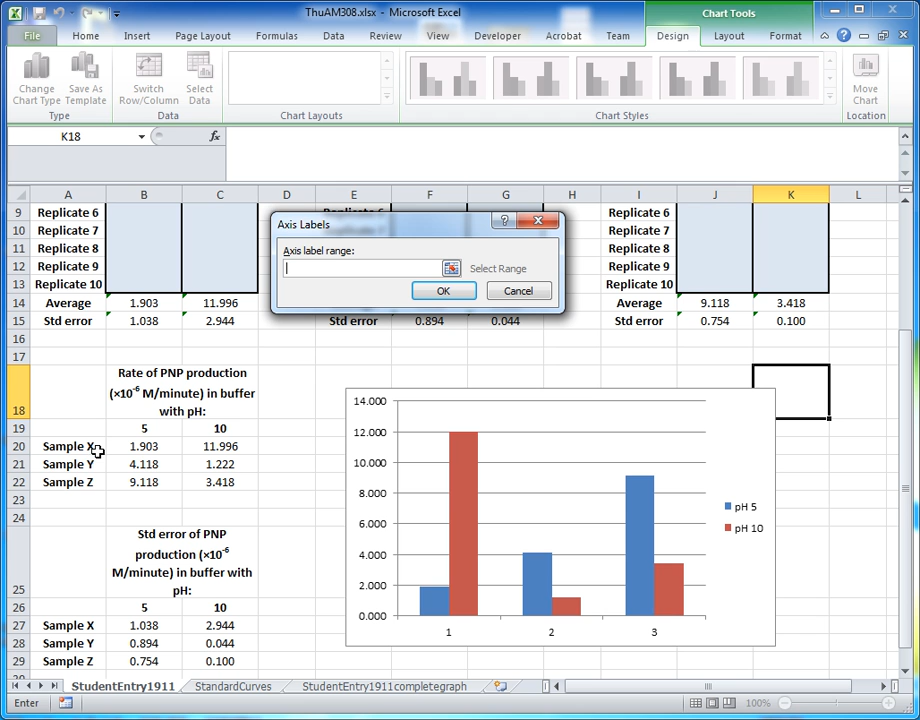 ThuAM308.xlsx - Microsoft Excel
Chart Tools
File Home Insert Page Layout Formulas Data Review View Developer Acrobat Team Design Layout Format
Change Chart Type
Save As Template
Switch Row/Column
Select Data
Move Chart
Type Data Chart Layouts Chart Styles Location
K18 fx
A B C D E F G H I J K L
9 Replicate 6 Replicate 6
10 Replicate 7 Replicate 7
11 Replicate 8 Replicate 8
12 Replicate 9 Replicate 9
13 Replicate 10 Replicate 10
14 Average 1.903 11.996 Average 9.118 3.418
15 Std error 1.038 2.944 Std error 0.894 0.044 Std error 0.754 0.100
Axis Labels
Axis label range:
Select Range
OK Cancel
16
17
18 Rate of PNP production
(×10-6 M/minute) in buffer
with pH:
19 5 10
20 Sample X 1.903 11.996
21 Sample Y 4.118 1.222
22 Sample Z 9.118 3.418
23
24
25 Std error of PNP
production (×10-6
M/minute) in buffer with
pH:
26 5 10
27 Sample X 1.038 2.944
28 Sample Y 0.894 0.044
29 Sample Z 0.754 0.100
14.000
12.000
10.000
8.000
6.000
4.000
2.000
0.000
1 2 3
pH 5
pH 10
StudentEntry1911 StandardCurves StudentEntry1911completegraph
Enter 100%